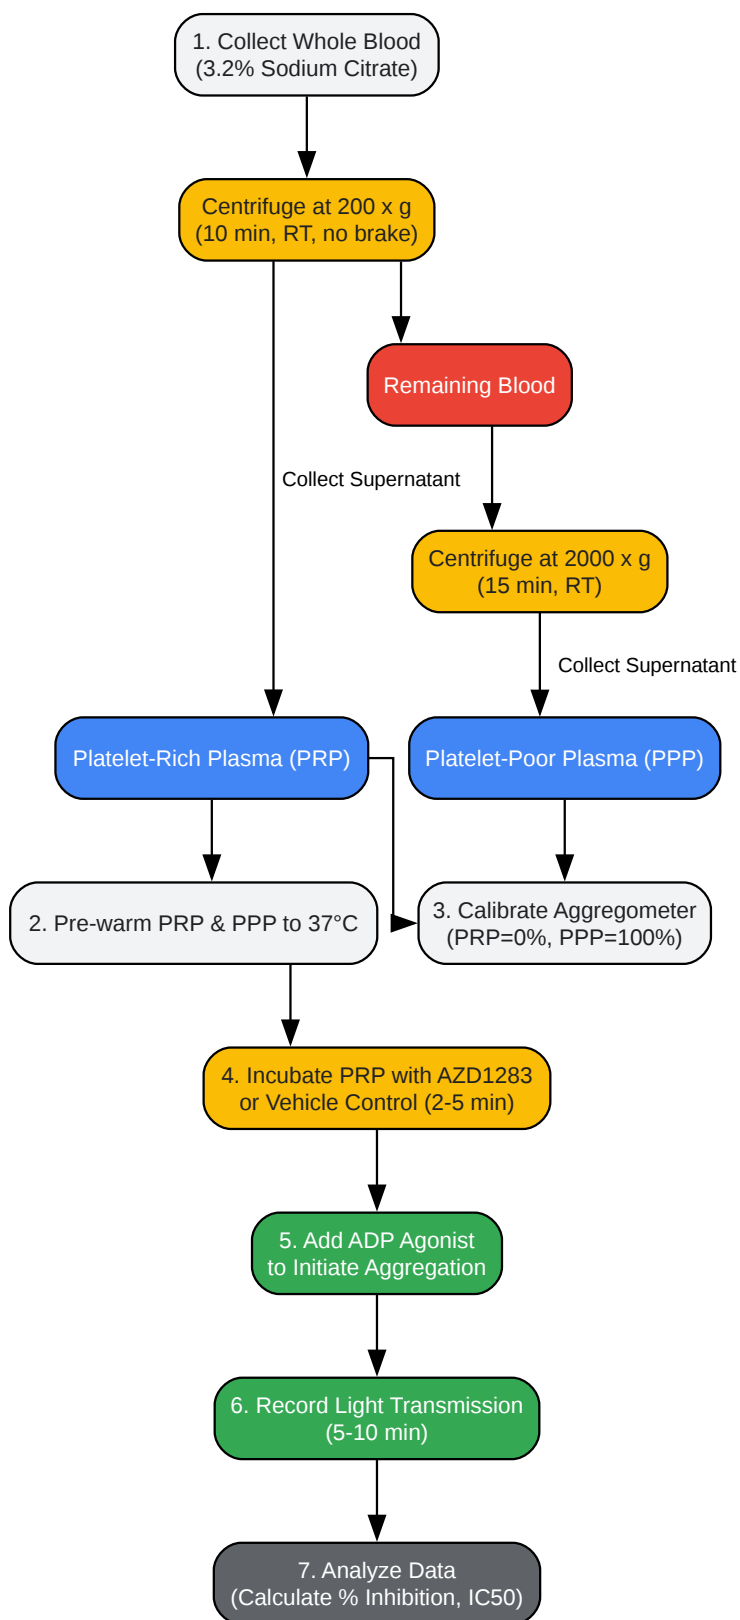 1. Collect Whole Blood
(3.2% Sodium Citrate)
Centrifuge at 200 x g
(10 min, RT, no brake)
Remaining Blood
Collect Supernatant
Centrifuge at 2000 x g
(15 min, RT)
Collect Supernatant
Platelet-Rich Plasma (PRP)
Platelet-Poor Plasma (PPP)
2. Pre-warm PRP & PPP to 37°C
3. Calibrate Aggregometer
(PRP=0%, PPP=100%)
4. Incubate PRP with AZD1283
or Vehicle Control (2-5 min)
5. Add ADP Agonist
to Initiate Aggregation
6. Record Light Transmission
(5-10 min)
7. Analyze Data
(Calculate % Inhibition, IC50)